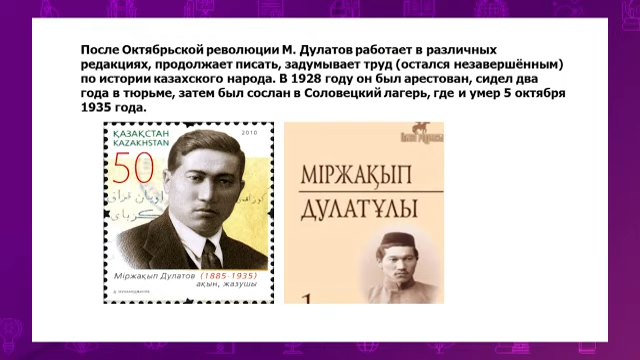 После Октябрьской революции М. Дулатов работает в различных
редакциях, продолжает писать, задумывает труд (остался незавершённым)
по истории казахского народа. В 1928 году он был арестован, сидел два
года в тюрьме, затем был сослан в Соловецкий лагерь, где и умер 5 октября
1935 года.
ҚАЗАҚСТАН
KAZAKHSTAN
2010
50
Міржақып Дулатов (1885-1935)
ақын, жазушы
МІРЖАҚЫП
ДУЛАТҰЛЫ
1